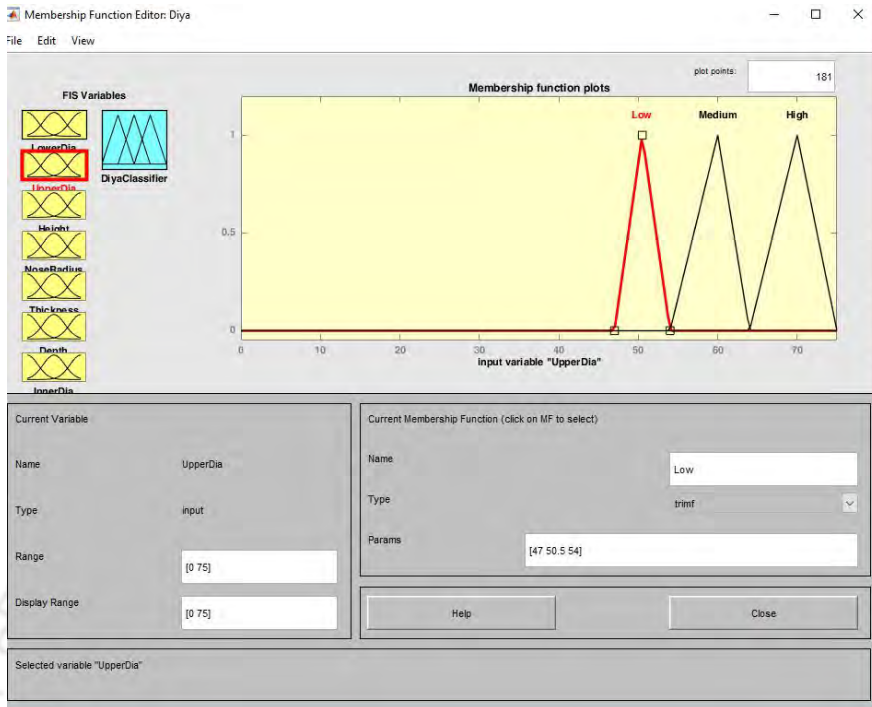 Membership Function Editor: Diya
File Edit View
plot points: 181
FIS Variables
Membership function plots
LowerDia
UpperDia
Height
NoseRadius
Thickness
Depth
InnerDia
DiyaClassifier
Low Medium High
1
0.5
0
0 10 20 30 40 50 60 70
input variable "UpperDia"
Current Variable
Name UpperDia
Type input
Range [0 75]
Display Range [0 75]
Current Membership Function (click on MF to select)
Name Low
Type trimf
Params [47 50.5 54]
Help Close
Selected variable "UpperDia"